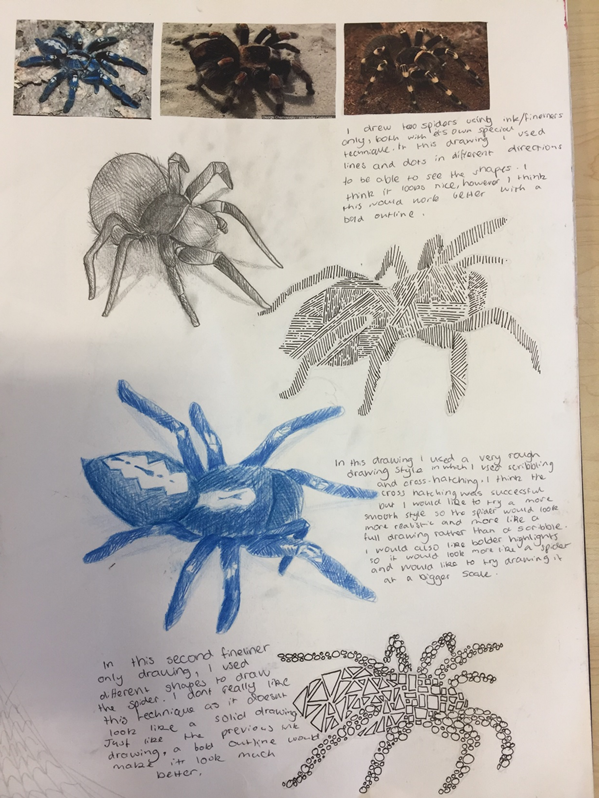 I drew two spiders using ink/fineliners
only, both with its own special
technique. In this drawing I used
lines and dots in different directions
to be able to see the shapes. I
think it looks nice, however I think
this would work better with a
bold outline.
In this drawing I used a very rough
drawing style in which I used scribbling
and cross-hatching. I think the
cross hatching was successful
but I would like to try a more
smooth style so the spider would look
more realistic and more like a
full drawing rather than a scribble.
I would also like bolder highlights
so it would look more like a spider
and would like to try drawing it
at a bigger scale.
In this second fineliner
only drawing, I used
different shapes to draw
the spider. I dont really like
this technique as it doesnt
look like a solid drawing.
Just like the previous ink
drawing, a bold outline would
make it look much
better.